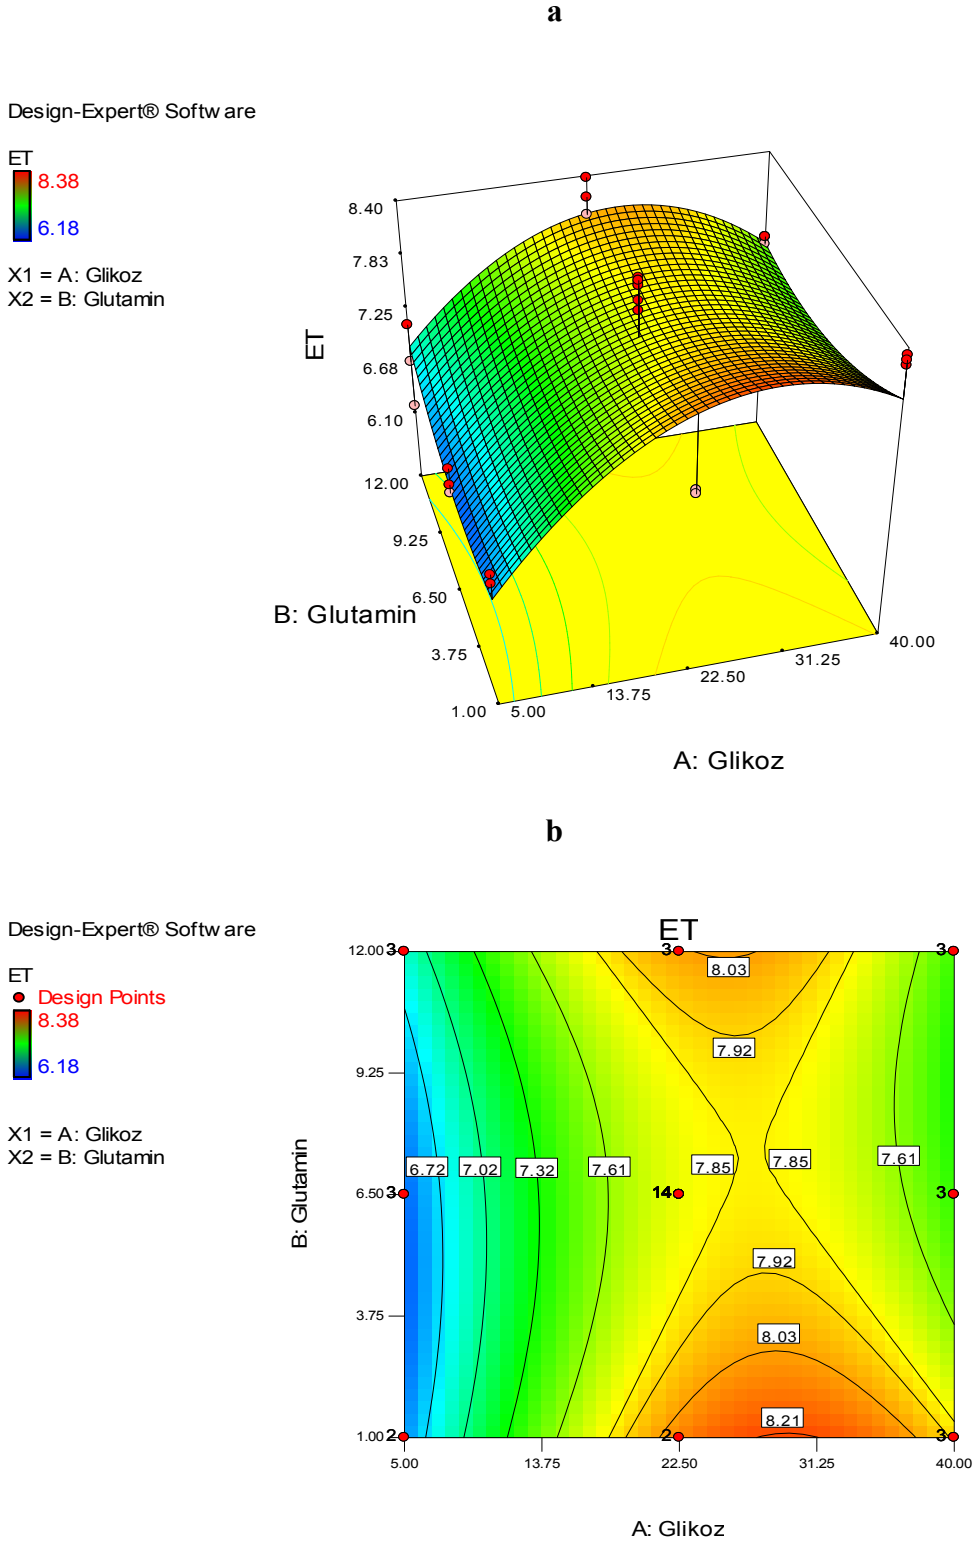 a
Design-Expert® Software
ET
8.38
6.18
X1 = A: Glikoz
X2 = B: Glutamin
8.40
7.83
7.25
6.68
6.10
ET
12.00
9.25
6.50
3.75
1.00
B: Glutamin
5.00
13.75
22.50
31.25
40.00
A: Glikoz
b
Design-Expert® Software
ET
Design Points
8.38
6.18
X1 = A: Glikoz
X2 = B: Glutamin
ET
12.00
9.25
6.50
3.75
1.00
B: Glutamin
3
3
3
8.03
7.92
6.72
7.02
7.32
7.61
7.85
7.85
7.61
3
14
3
7.92
8.03
8.21
2
2
3
5.00
13.75
22.50
31.25
40.00
A: Glikoz